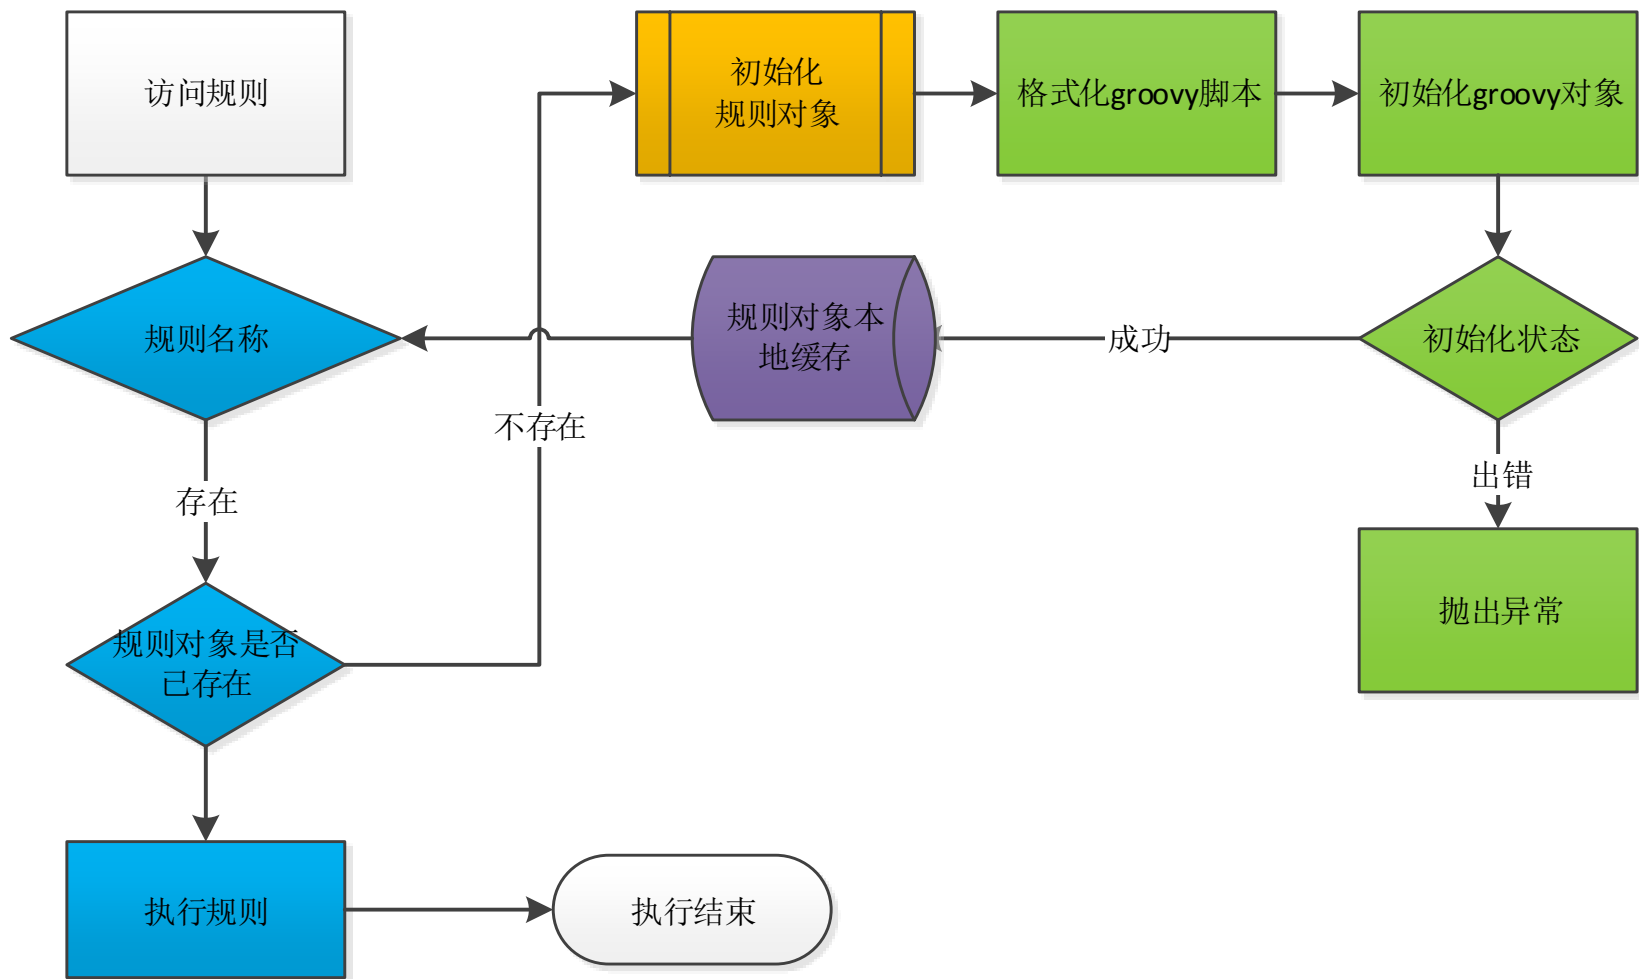 访问规则
初始化
规则对象
格式化groovy脚本
初始化groovy对象
规则名称
规则对象本
地缓存
成功
初始化状态
不存在
存在
出错
规则对象是否
已存在
抛出异常
执行规则
执行结束